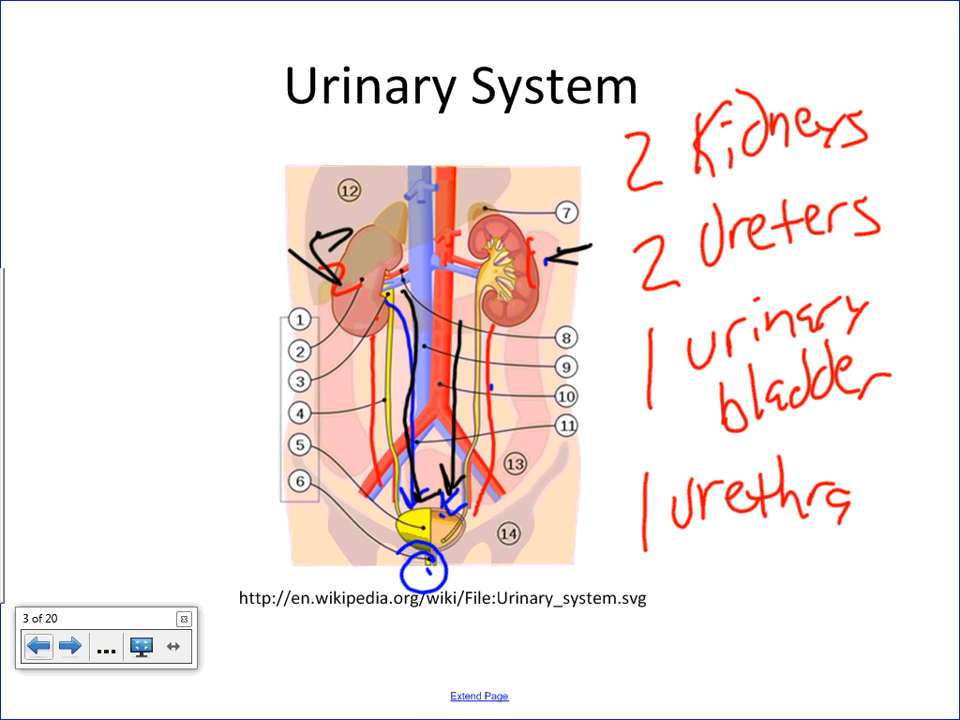 Urinary System
2 Kidneys
2 Ureters
1 urinary
bladder
1 urethra
12
7
1
2
3
4
5
6
8
9
10
11
13
14
2
1
http://en.wikipedia.org/wiki/File:Urinary_system.svg
3 of 20
...
Extend Page